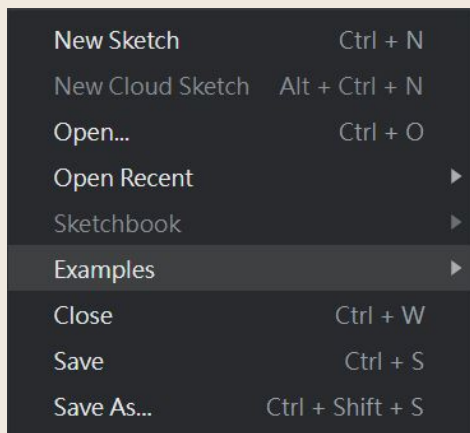 New Sketch Ctrl + N
New Cloud Sketch Alt + Ctrl + N
Open... Ctrl + O
Open Recent
Sketchbook
Examples
Close Ctrl + W
Save Ctrl + S
Save As... Ctrl + Shift + S